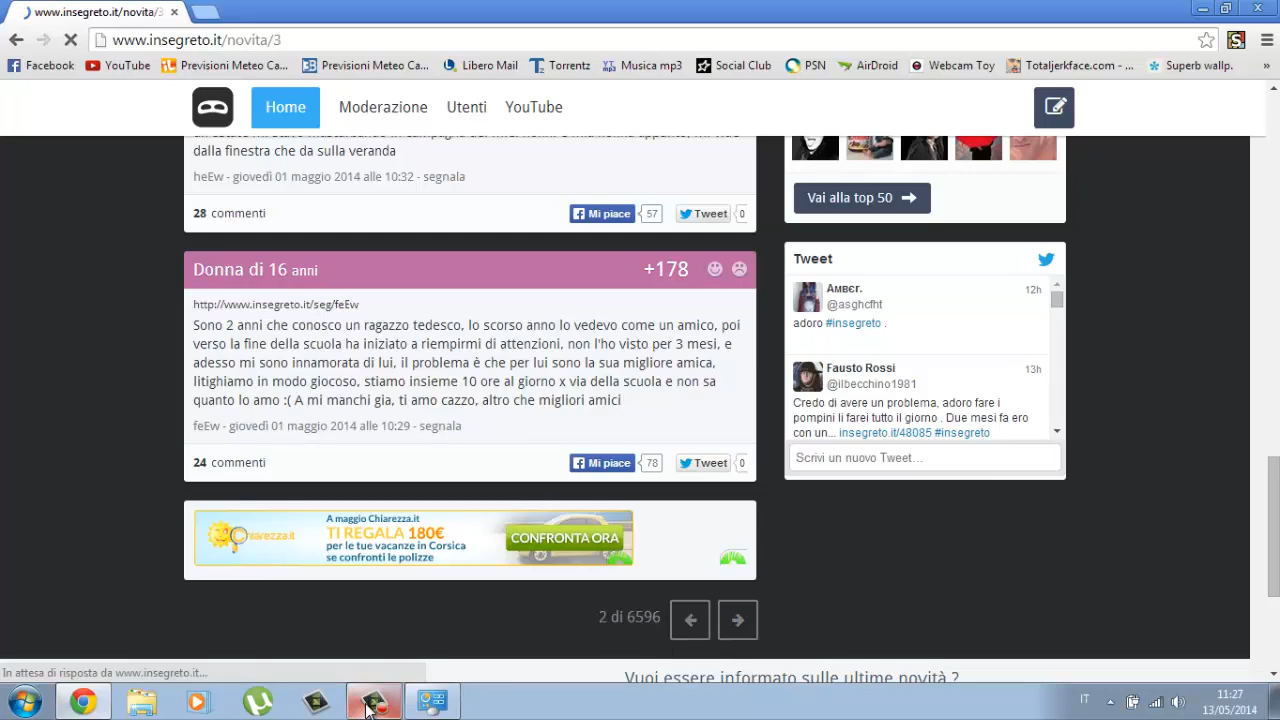 www.insegreto.it/novita/3
www.insegreto.it/novita/3
Facebook
YouTube
Previsioni Meteo Ca...
Previsioni Meteo Ca...
Libero Mail
Torrentz
Musica mp3
Social Club
PSN
AirDroid
Webcam Toy
Totaljerkface.com - ...
Superb wallp.
»
Home
Moderazione
Utenti
YouTube
dalla finestra che da sulla veranda
heEw - giovedì 01 maggio 2014 alle 10:32 - segnala
28 commenti
Mi piace
57
Tweet
0
Donna di 16 anni
+178
http://www.insegreto.it/seg/feEw
Sono 2 anni che conosco un ragazzo tedesco, lo scorso anno lo vedevo come un amico, poi
verso la fine della scuola ha iniziato a riempirmi di attenzioni, non l'ho visto per 3 mesi, e
adesso mi sono innamorata di lui, il problema è che per lui sono la sua migliore amica,
litighiamo in modo giocoso, stiamo insieme 10 ore al giorno x via della scuola e non sa
quanto lo amo :( A mi manchi gia, ti amo cazzo, altro che migliori amici
feEw - giovedì 01 maggio 2014 alle 10:29 - segnala
24 commenti
Mi piace
78
Tweet
0
chiarezza.it
A maggio Chiarezza.it
TI REGALA 180€
per le tue vacanze in Corsica
se confronti le polizze
CONFRONTA ORA
2 di 6596
Vai alla top 50
Tweet
Aмвєr.
12h
@asghcfht
adoro #insegreto .
Fausto Rossi
13h
@ilbecchino1981
Credo di avere un problema, adoro fare i
pompini li farei tutto il giorno . Due mesi fa ero
con un... insegreto.it/48085 #insegreto
Scrivi un nuovo Tweet...
In attesa di risposta da www.insegreto.it...
Vuoi essere informato sulle ultime novità ?
IT
11:27
13/05/2014